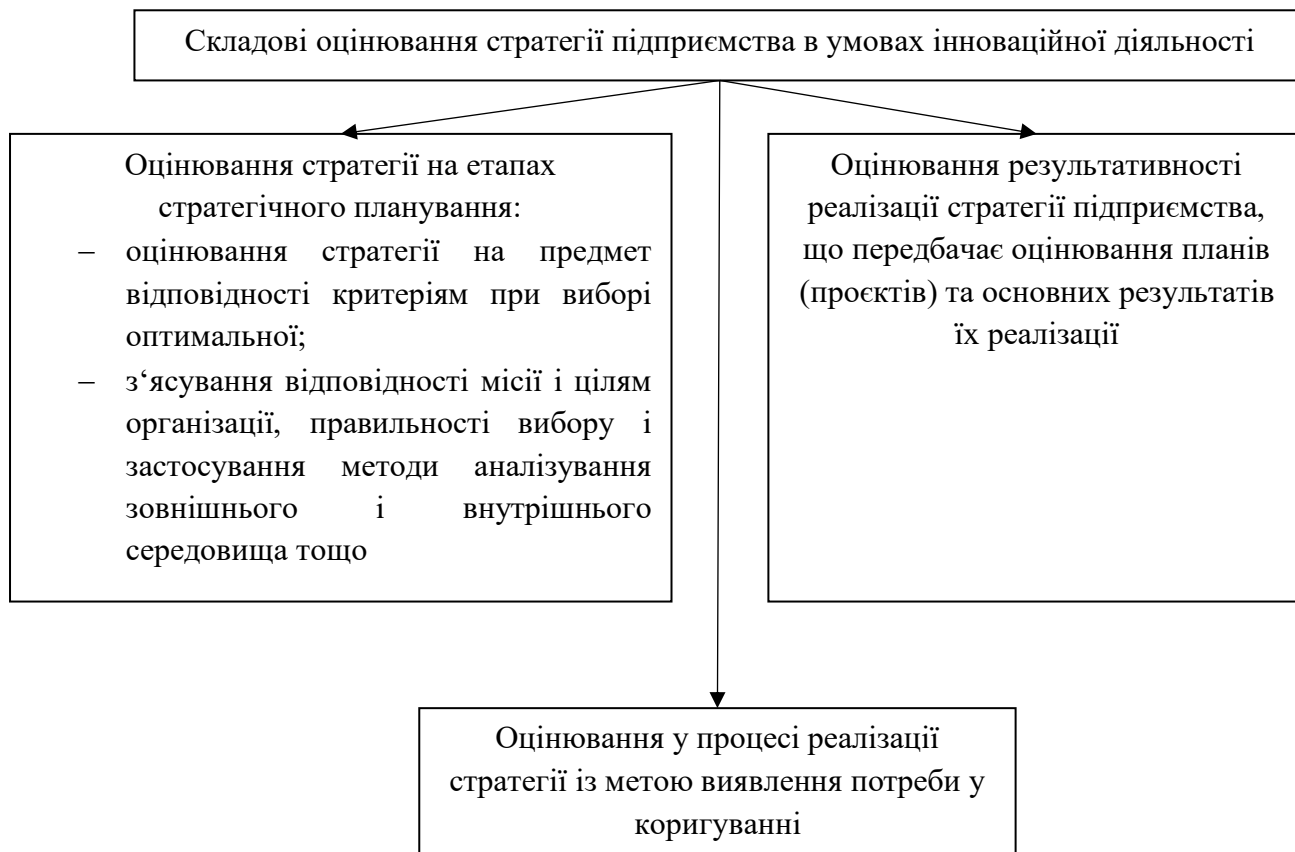 Складові оцінювання стратегії підприємства в умовах інноваційної діяльності
Оцінювання стратегії на етапах
стратегічного планування:
– оцінювання стратегії на предмет
відповідності критеріям при виборі
оптимальної;
– з‘ясування відповідності місії і цілям
організації, правильності вибору і
застосування методи аналізування
зовнішнього і внутрішнього
середовища тощо
Оцінювання результативності
реалізації стратегії підприємства,
що передбачає оцінювання планів
(проєктів) та основних результатів
їх реалізації
Оцінювання у процесі реалізації
стратегії із метою виявлення потреби у
коригуванні